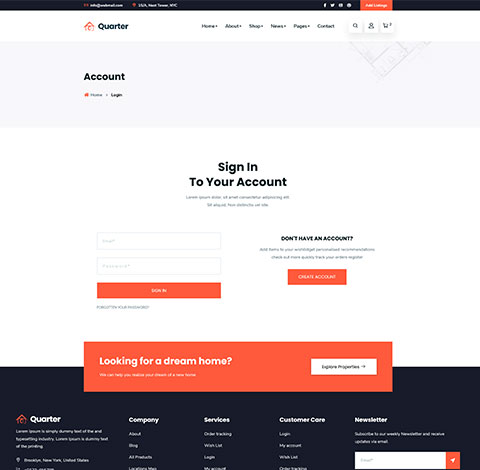 info@webmail.com 15/A, Nest Tower, NYC Add Listings
Quarter Home About Shop News Pages Contact 2
Account
Home Login
Sign In
To Your Account
Lorem ipsum dolor, sit amet consectetur adipisicing elit.
Sit aliquid, Non distinctio vel iste.
Email*
Password*
SIGN IN
FORGOTTEN YOUR PASSWORD?
DON'T HAVE AN ACCOUNT?
Add items to your wishlistget personalised recommendations
check out more quickly track your orders register
CREATE ACCOUNT
Looking for a dream home?
We can help you realize your dream of a new home
Explore Properties
Quarter
Lorem Ipsum is simply dummy text of the and
typesetting industry. Lorem Ipsum is dummy text
of the printing.
Brooklyn, New York, United States
Company
About
Blog
All Products
Locations Map
Services
Order tracking
Wish List
Login
My account
Customer Care
Login
My account
Wish List
Order tracking
Newsletter
Subscribe to our weekly Newsletter and receive
updates via email.
Email*